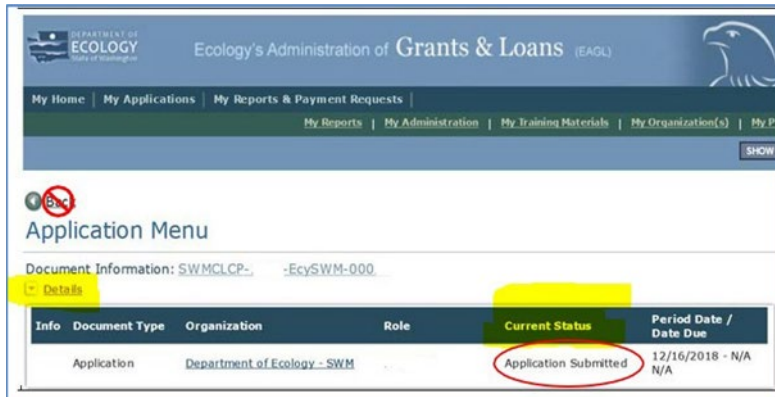 DEPARTMENT OF
ECOLOGY
State of Washington
Ecology's Administration of Grants & Loans (EAGL)
My Home | My Applications | My Reports & Payment Requests |
My Reports | My Administration | My Training Materials | My Organization(s) | My P
SHOW
Back
Application Menu
Document Information: SWMCLCP-. -EcySWM-000
Details
Info Document Type Organization Role Current Status Period Date / Date Due
Application Department of Ecology - SWM Application Submitted 12/16/2018 - N/A
N/A